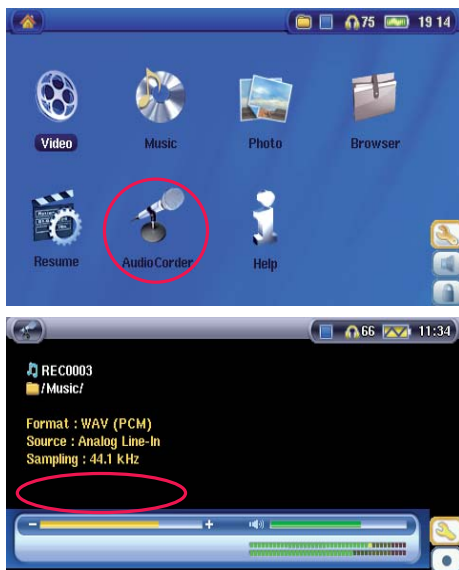 75 19 14
Video Music Photo Browser
Resume AudioCorder Help
66 11:34
REC0003
/Music/
Format : WAV (PCM)
Source : Analog Line-In
Sampling : 44.1 kHz
- +